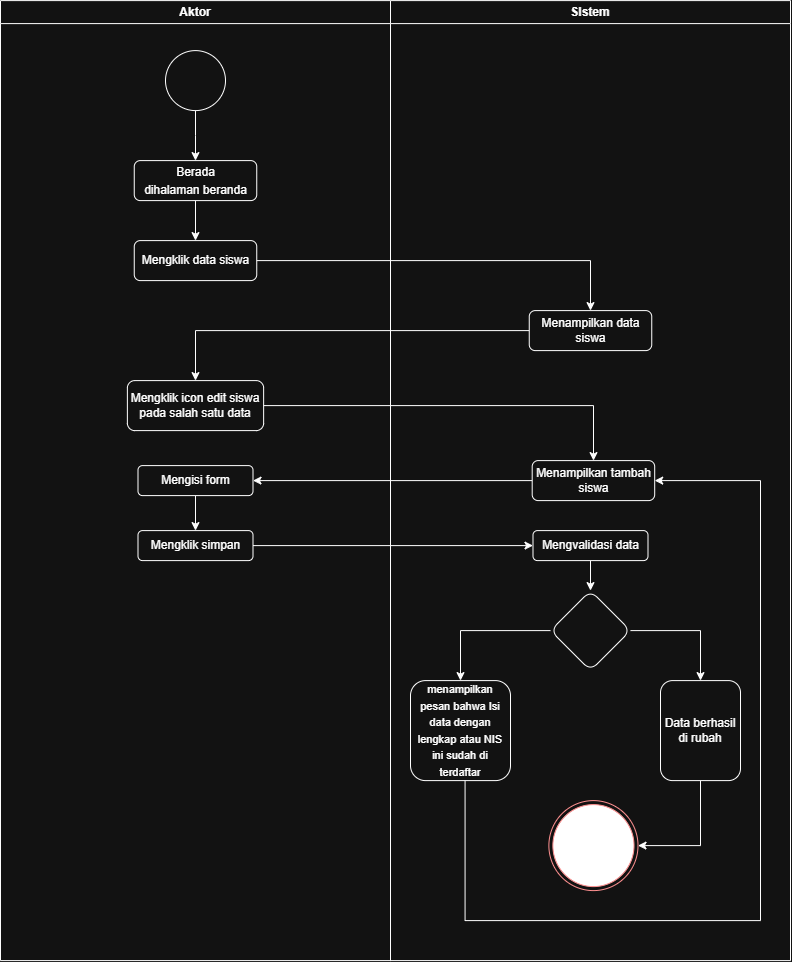 Aktor
SIstem
Berada
dihalaman beranda
Mengklik data siswa
Menampilkan data
siswa
Mengklik icon edit siswa
pada salah satu data
Menampilkan tambah
siswa
Mengisi form
Mengklik simpan
Mengvalidasi data
menampilkan
pesan bahwa Isi
data dengan
lengkap atau NIS
ini sudah di
terdaftar
Data berhasil
di rubah